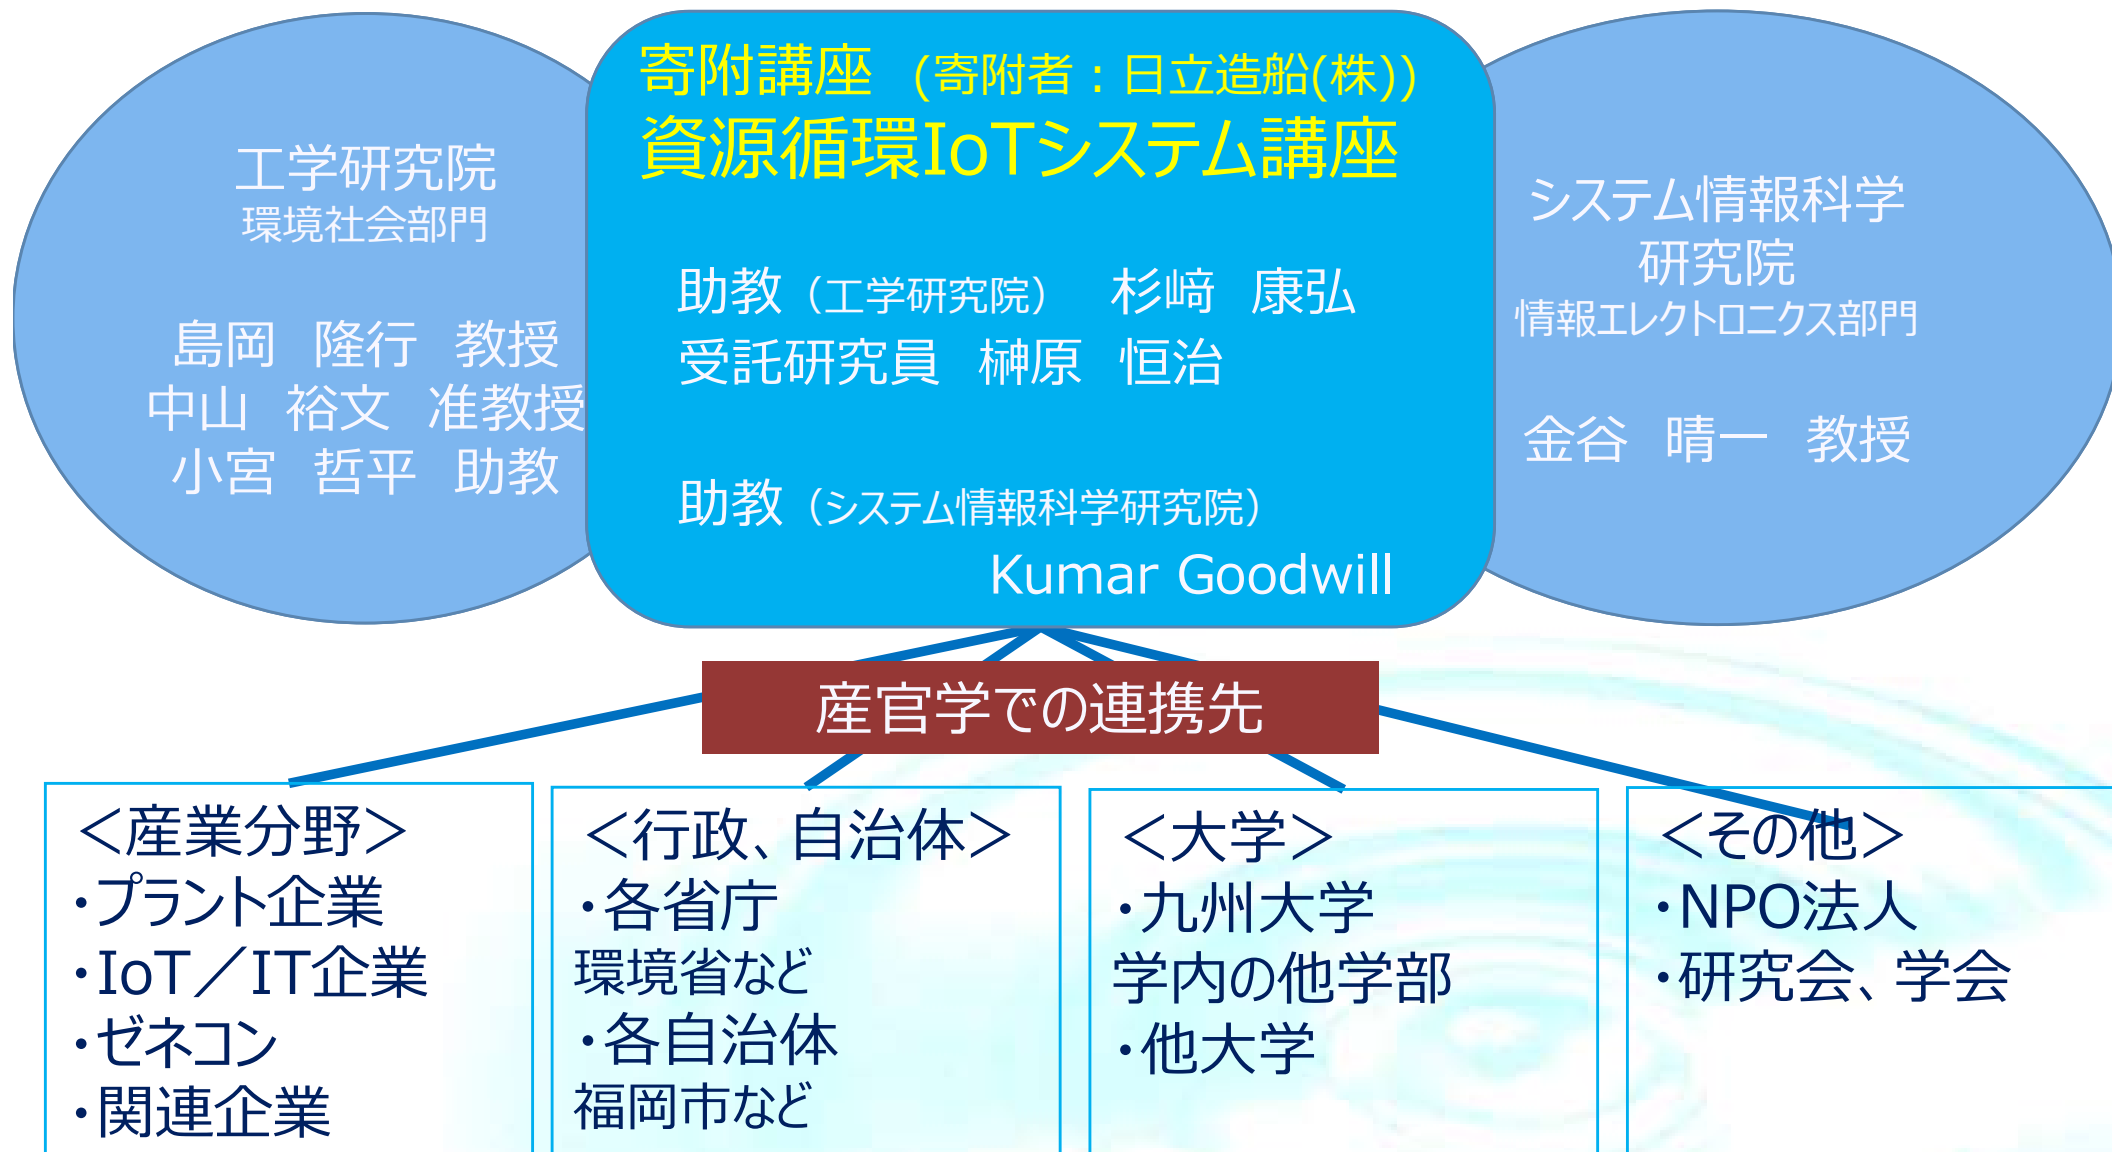 工学研究院
環境社会部門
島岡　隆行　教授
中山　裕文　准教授
小宮　哲平　助教
寄附講座 (寄附者：日立造船(株))
資源循環IoTシステム講座
助教（工学研究院）　杉﨑　康弘
受託研究員　榊原　恒治
助教（システム情報科学研究院）
Kumar Goodwill
システム情報科学
研究院
情報エレクトロニクス部門
金谷　晴一　教授
産官学での連携先
＜産業分野＞
・プラント企業
・IoT／IT企業
・ゼネコン
・関連企業
＜行政、自治体＞
・各省庁
環境省など
・各自治体
福岡市など
＜大学＞
・九州大学
学内の他学部
・他大学
＜その他＞
・NPO法人
・研究会、学会